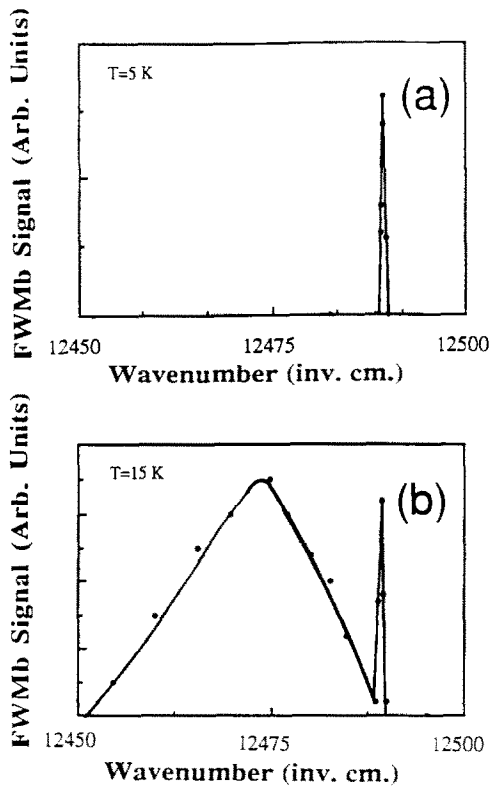 FWMb Signal (Arb. Units)
T=5 K
(a)
12450 12475 12500
Wavenumber (inv. cm.)
FWMb Signal (Arb. Units)
T=15 K
(b)
12450 12475 12500
Wavenumber (inv. cm.)